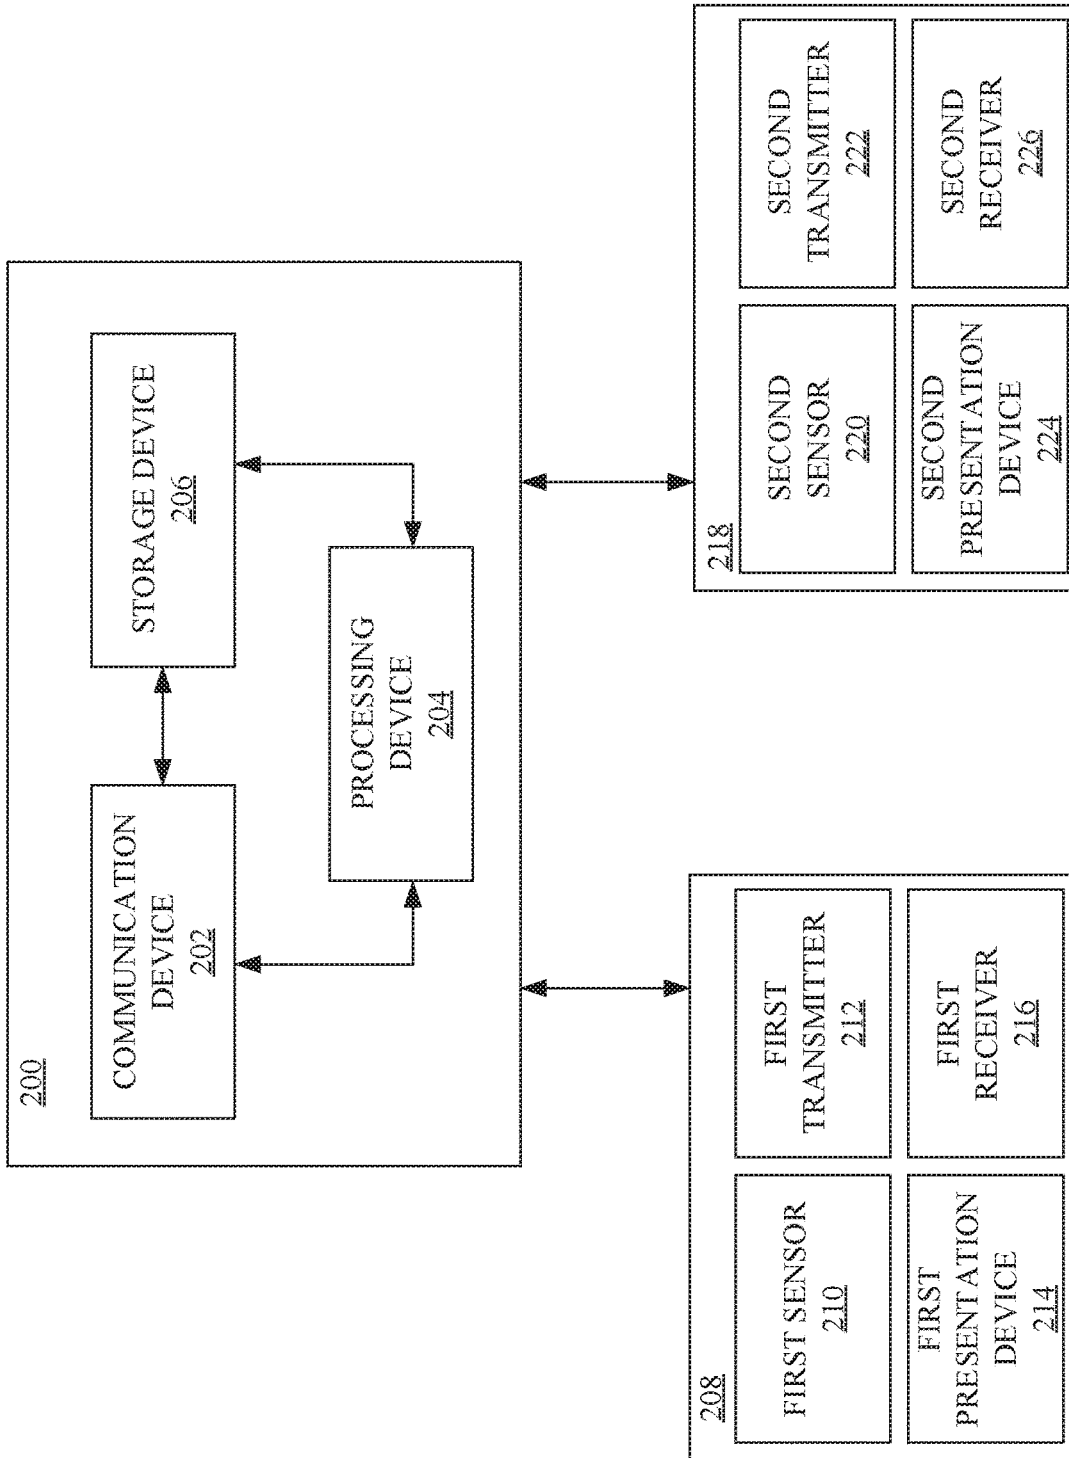 200
COMMUNICATION
DEVICE
202
STORAGE DEVICE
206
PROCESSING
DEVICE
204
208
FIRST SENSOR
210
FIRST
TRANSMITTER
212
FIRST
PRESENTATION
DEVICE
214
FIRST
RECEIVER
216
218
SECOND
SENSOR
220
SECOND
TRANSMITTER
222
SECOND
PRESENTATION
DEVICE
224
SECOND
RECEIVER
226